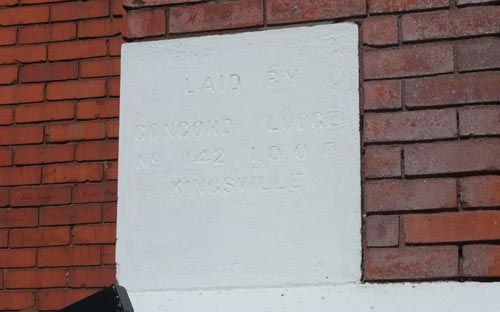 LAID BY
CONCORD LODGE
No. 142 I.O.O.F.
KINGSVILLE